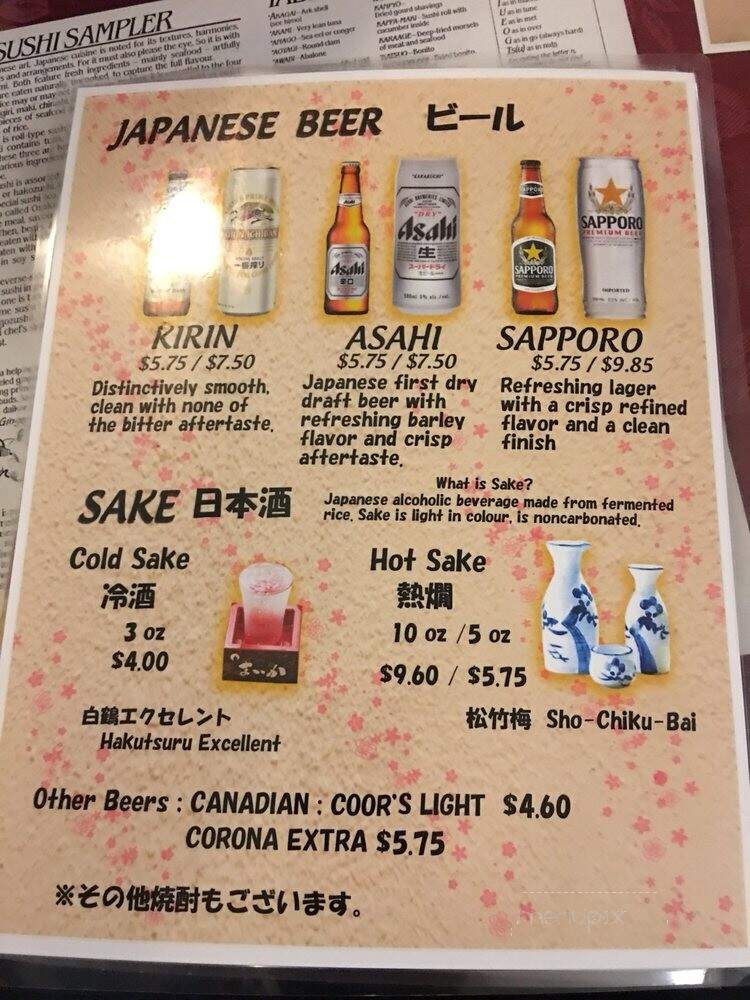 SUSHI SAMPLER
JAPANESE BEER ビール
KIRIN
$5.75 / $7.50
Distinctively smooth,
clean with none of
the bitter aftertaste.
ASAHI
$5.75 / $7.50
Japanese first dry
draft beer with
refreshing barley
flavor and crisp
aftertaste.
SAPPORO
$5.75 / $9.85
Refreshing lager
with a crisp refined
flavor and a clean
finish
SAKE 日本酒
What is Sake?
Japanese alcoholic beverage made from fermented
rice. Sake is light in colour, is noncarbonated.
Cold Sake
冷酒
3 oz
$4.00
白鶴エクセレント
Hakutsuru Excellent
Hot Sake
熱燗
10 oz / 5 oz
$9.60 / $5.75
松竹梅 Sho-Chiku-Bai
Other Beers : CANADIAN : COOR'S LIGHT $4.60
CORONA EXTRA $5.75
※その他焼酎もございます。